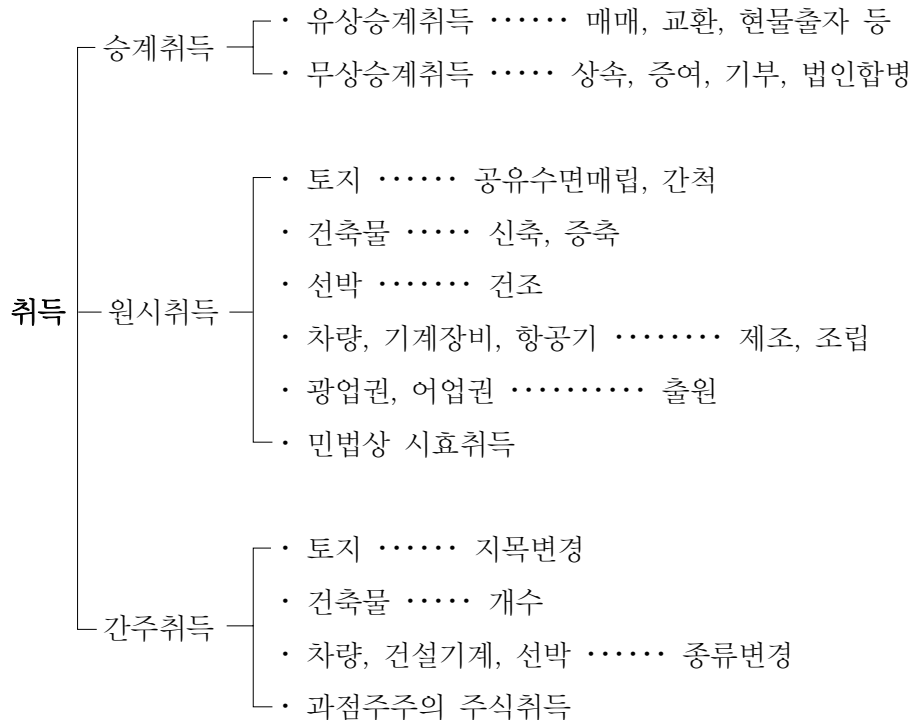 · 유상승계취득 ······ 매매, 교환, 현물출자 등
승계취득
· 무상승계취득 ····· 상속, 증여, 기부, 법인합병
· 토지 ······ 공유수면매립, 간척
· 건축물 ····· 신축, 증축
· 선박 ······· 건조
취득 원시취득
· 차량, 기계장비, 항공기 ········ 제조, 조립
· 광업권, 어업권 ·········· 출원
· 민법상 시효취득
· 토지 ······ 지목변경
· 건축물 ····· 개수
간주취득
· 차량, 건설기계, 선박 ······ 종류변경
· 과점주주의 주식취득